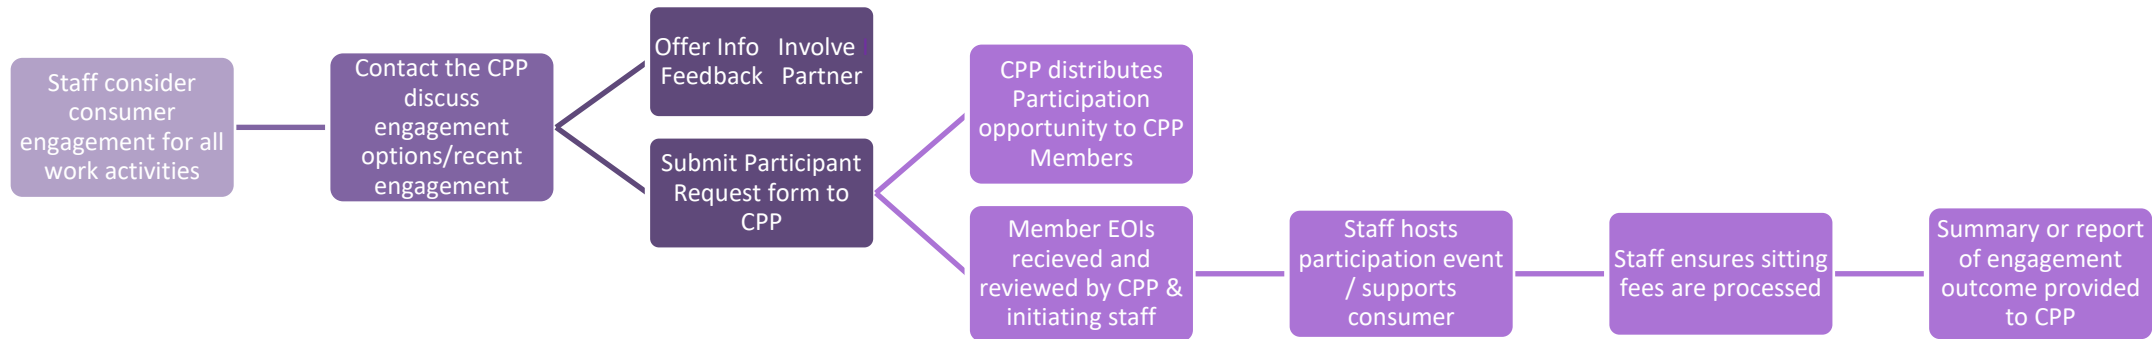 Staff consider
consumer
engagement for all
work activities
Contact the CPP
discuss
engagement
options/recent
engagement
Offer Info   Involve
Feedback   Partner
Submit Participant
Request form to
CPP
CPP distributes
Participation
opportunity to CPP
Members
Member EOIs
recieved and
reviewed by CPP &
initiating staff
Staff hosts
participation event
/ supports
consumer
Staff ensures sitting
fees are processed
Summary or report
of engagement
outcome provided
to CPP